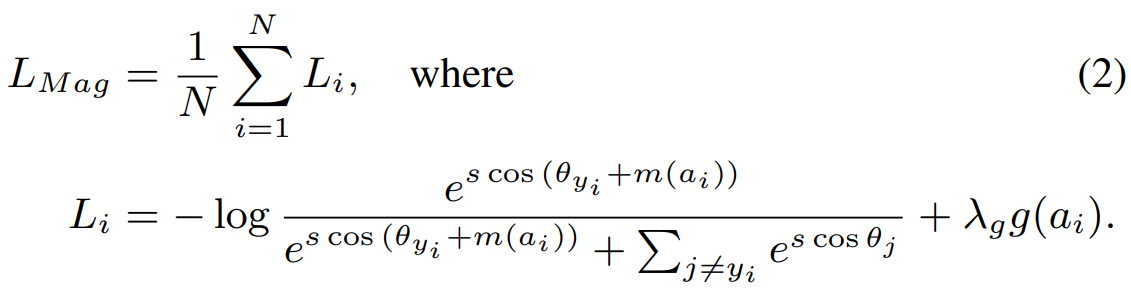 $L_{Mag} = \frac{1}{N} \sum_{i=1}^{N} L_i, \quad \text{where} \quad (2)$
$L_i = -\log \frac{e^{s \cos(\theta_{y_i} + m(a_i))}}{e^{s \cos(\theta_{y_i} + m(a_i))} + \sum_{j \neq y_i} e^{s \cos \theta_j}} + \lambda_g g(a_i).$